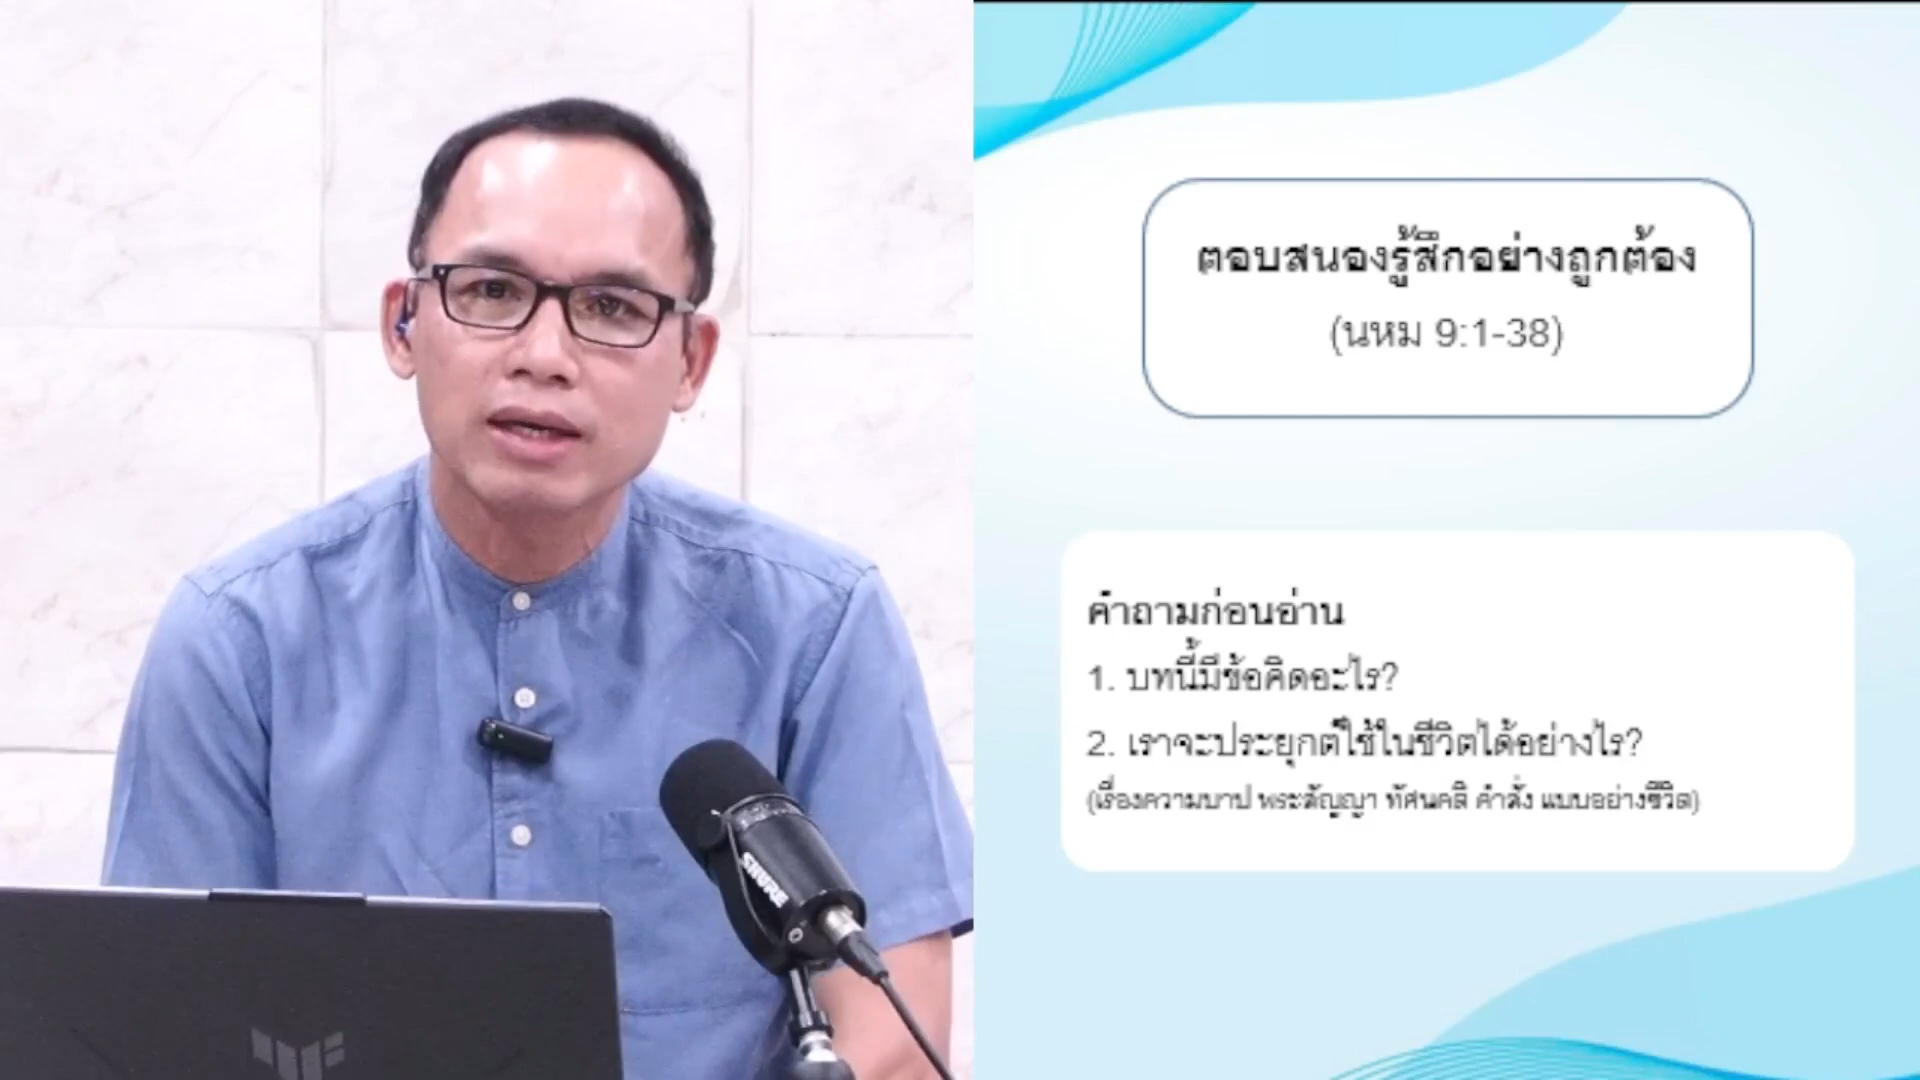 ตอบสนองรู้สึกอย่างถูกต้อง
(นหม 9:1-38)
คำถามก่อนอ่าน
1. บทนี้มีข้อคิดอะไร?
2. เราจะประยุกต์ใช้ในชีวิตได้อย่างไร?
(เรื่องความบาป พระสัญญา ทัศนคติ คำสั่ง แบบอย่างชีวิต)
SHURE